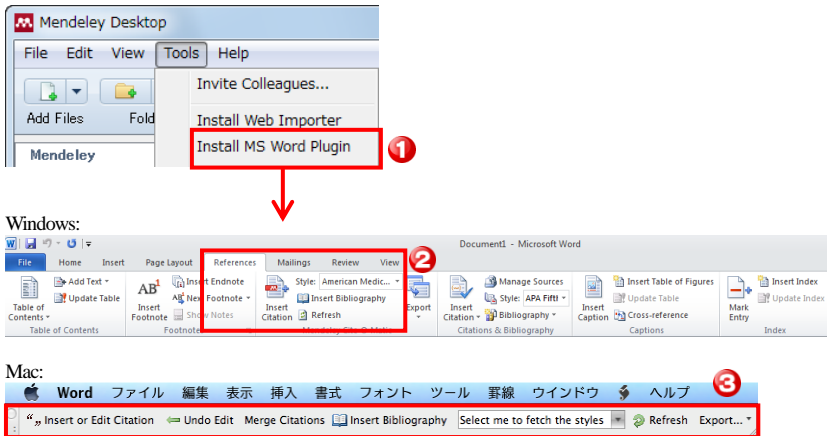 Mendeley Desktop
File Edit View Tools Help
Invite Colleagues...
Add Files Fold
Install Web Importer
Mendeley
Install MS Word Plugin
1
Windows:
Document1 - Microsoft Word
File Home Insert Page Layout References Mailings Review View
2
Table of Contents
Add Text
Update Table
Table of Contents
AB1
Insert Footnote
Insert Endnote
Next Footnote
Show Notes
Footnote
Insert Citation
Style: American Medic...
Insert Bibliography
Refresh
Export
Insert Citation
Manage Sources
Style: APA Fift
Bibliography
Citations & Bibliography
Insert Caption
Insert Table of Figures
Update Table
Cross-reference
Captions
Mark Entry
Insert Index
Update Index
Index
Mac:
Word ファイル 編集 表示 挿入 書式 フォント ツール 罫線 ウインドウ ヘルプ
3
“ „ Insert or Edit Citation Undo Edit Merge Citations Insert Bibliography Select me to fetch the styles Refresh Export...